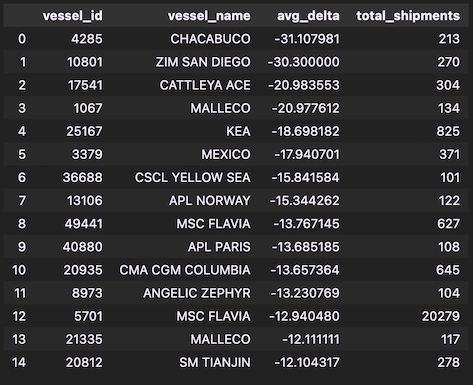 vessel_id vessel_name avg_delta total_shipments
0 4285 CHACABUCO -31.107981 213
1 10801 ZIM SAN DIEGO -30.300000 270
2 17541 CATTLEYA ACE -20.983553 304
3 1067 MALLECO -20.977612 134
4 25167 KEA -18.698182 825
5 3379 MEXICO -17.940701 371
6 36688 CSCL YELLOW SEA -15.841584 101
7 13106 APL NORWAY -15.344262 122
8 49441 MSC FLAVIA -13.767145 627
9 40880 APL PARIS -13.685185 108
10 20935 CMA CGM COLUMBIA -13.657364 645
11 8973 ANGELIC ZEPHYR -13.230769 104
12 5701 MSC FLAVIA -12.940480 20279
13 21335 MALLECO -12.111111 117
14 20812 SM TIANJIN -12.104317 278